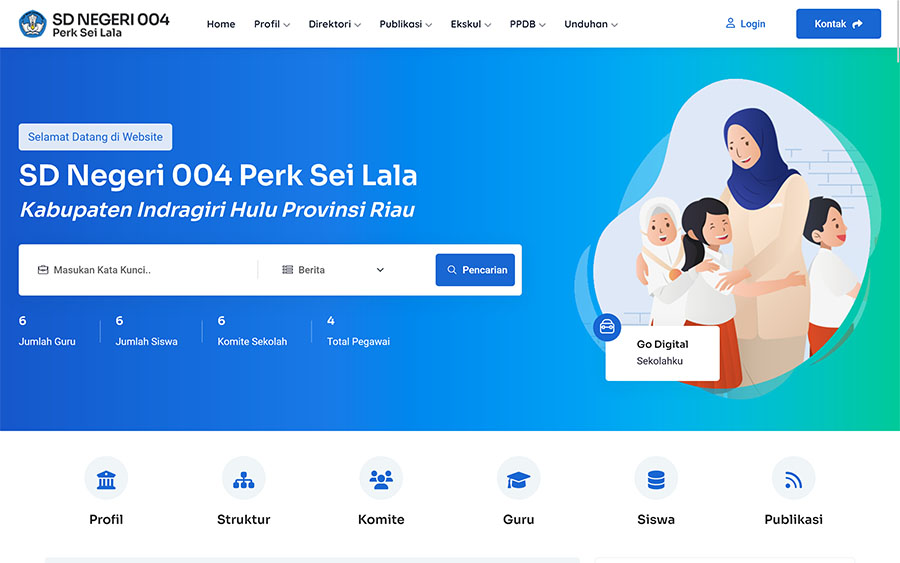 SD NEGERI 004
Perk Sei Lala
Home Profil Direktori Publikasi Ekskul PPDB Unduhan Login Kontak
Selamat Datang di Website
SD Negeri 004 Perk Sei Lala
Kabupaten Indragiri Hulu Provinsi Riau
Masukan Kata Kunci.. Berita Pencarian
6 6 6 4
Jumlah Guru Jumlah Siswa Komite Sekolah Total Pegawai
Go Digital
Sekolahku
Profil Struktur Komite Guru Siswa Publikasi